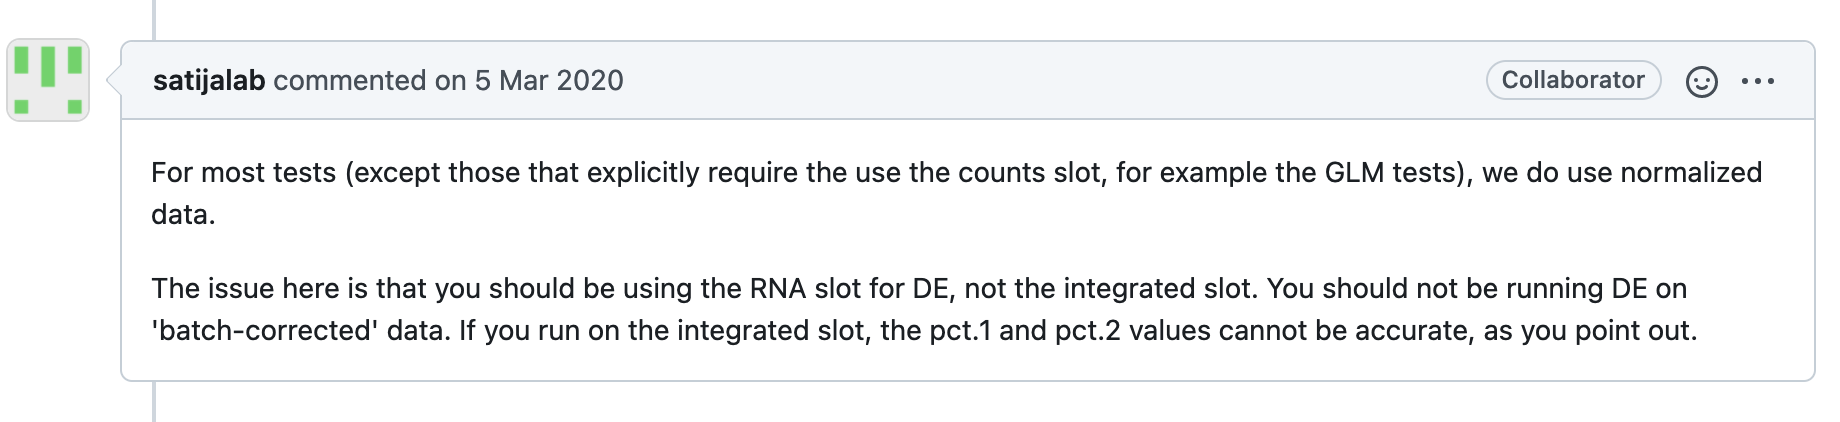 satijalab commented on 5 Mar 2020
Collaborator
For most tests (except those that explicitly require the use the counts slot, for example the GLM tests), we do use normalized
data.
The issue here is that you should be using the RNA slot for DE, not the integrated slot. You should not be running DE on
'batch-corrected' data. If you run on the integrated slot, the pct.1 and pct.2 values cannot be accurate, as you point out.